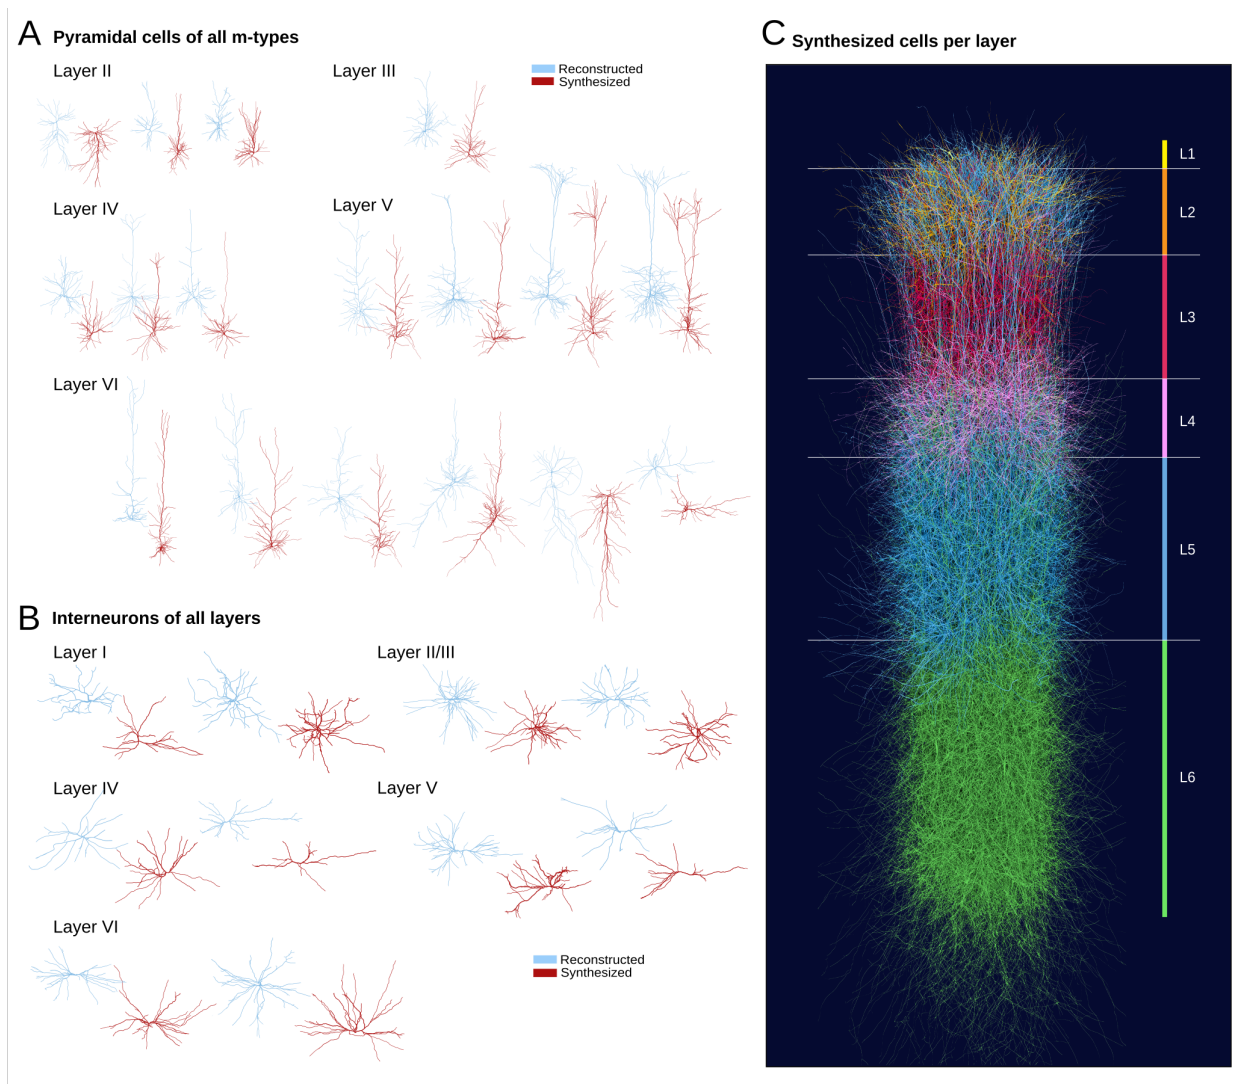 A Pyramidal cells of all m-types
Layer II
Layer III
Reconstructed
Synthesized
Layer IV
Layer V
Layer VI
B Interneurons of all layers
Layer I
Layer II/III
Layer IV
Layer V
Layer VI
Reconstructed
Synthesized
C Synthesized cells per layer
L1
L2
L3
L4
L5
L6